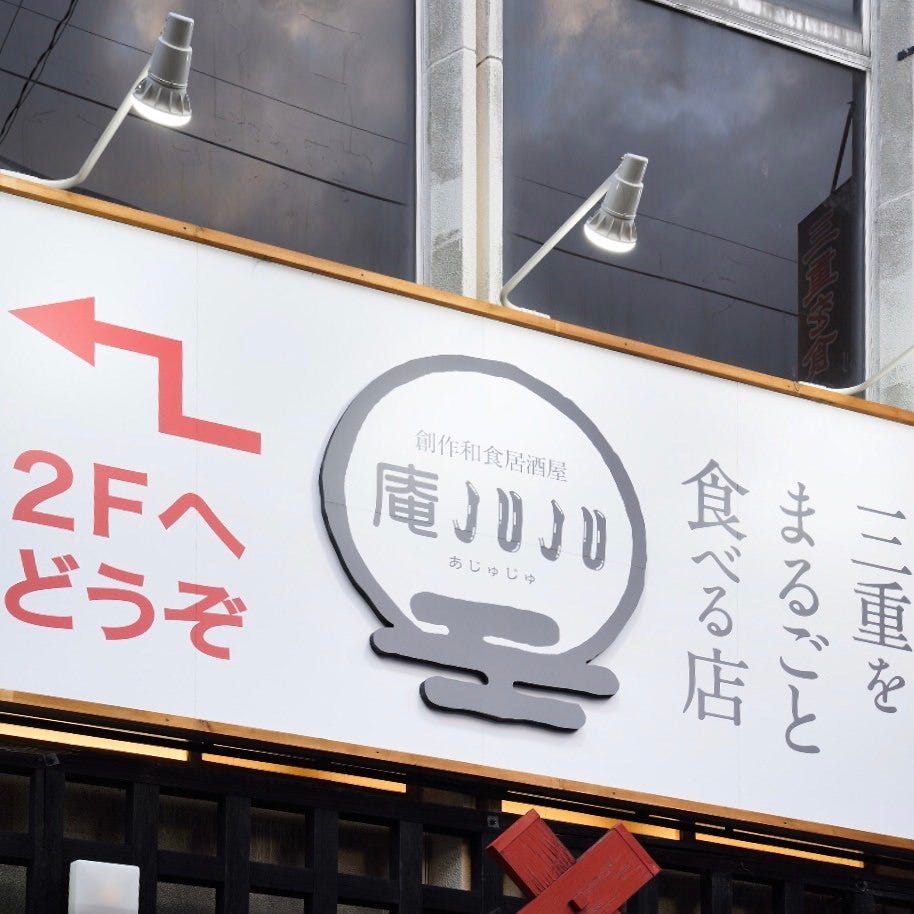 2Fへ
どうぞ
創作和食居酒屋
庵JUJU
あじゅじゅ
三重を
まるごと
食べる店